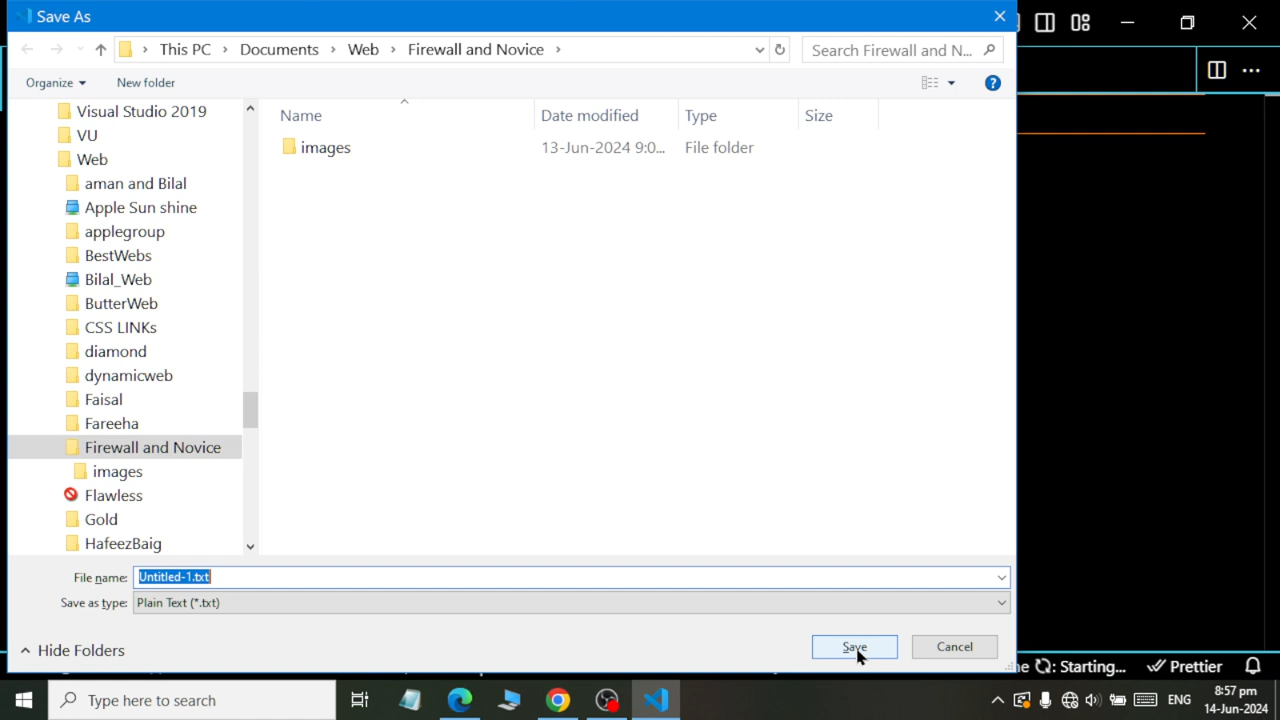 Save As
This PC > Documents > Web > Firewall and Novice >
Search Firewall and N...
Organize
New folder
Visual Studio 2019
VU
Web
aman and Bilal
Apple Sun shine
applegroup
BestWebs
Bilal_Web
ButterWeb
CSS LINKs
diamond
dynamicweb
Faisal
Fareeha
Firewall and Novice
images
Flawless
Gold
HafeezBaig
Name
Date modified
Type
Size
images
13-Jun-2024 9:0...
File folder
File name:
Untitled-1.txt
Save as type:
Plain Text (*.txt)
Hide Folders
Save
Cancel
Starting...
Prettier
Type here to search
ENG
8:57 pm
14-Jun-2024